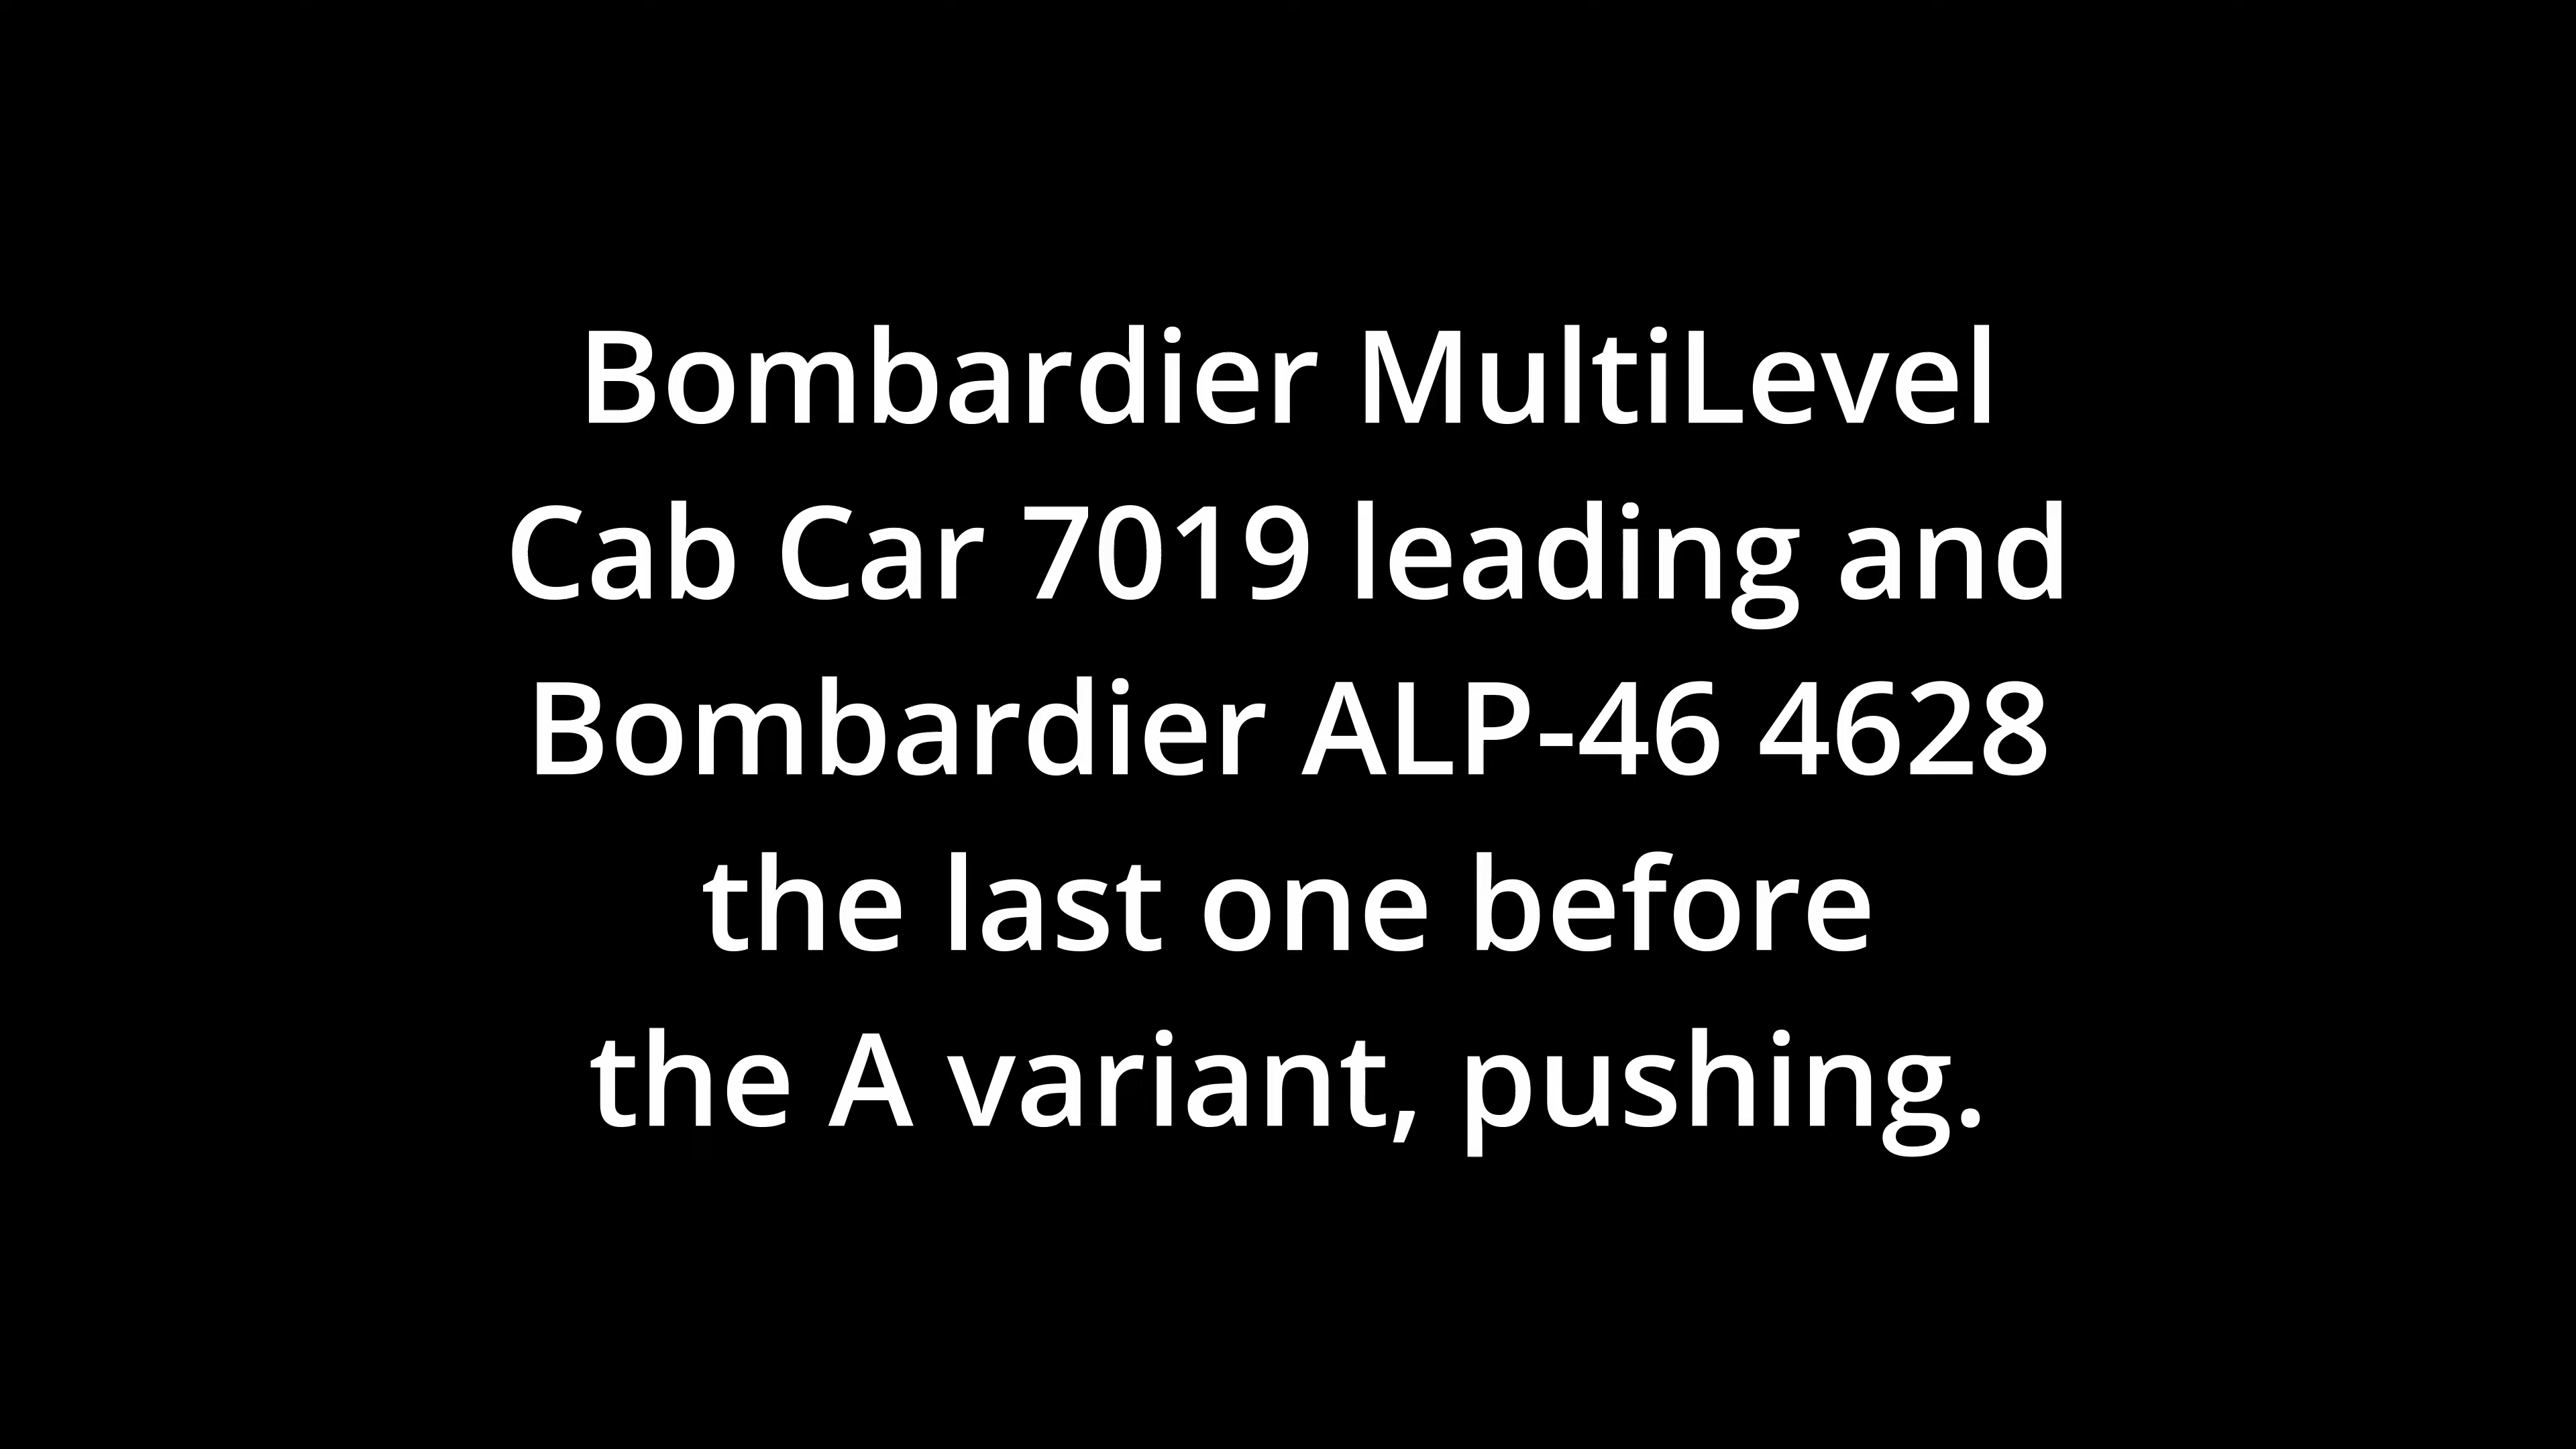 Bombardier MultiLevel
Cab Car 7019 leading and
Bombardier ALP-46 4628
the last one before
the A variant, pushing.